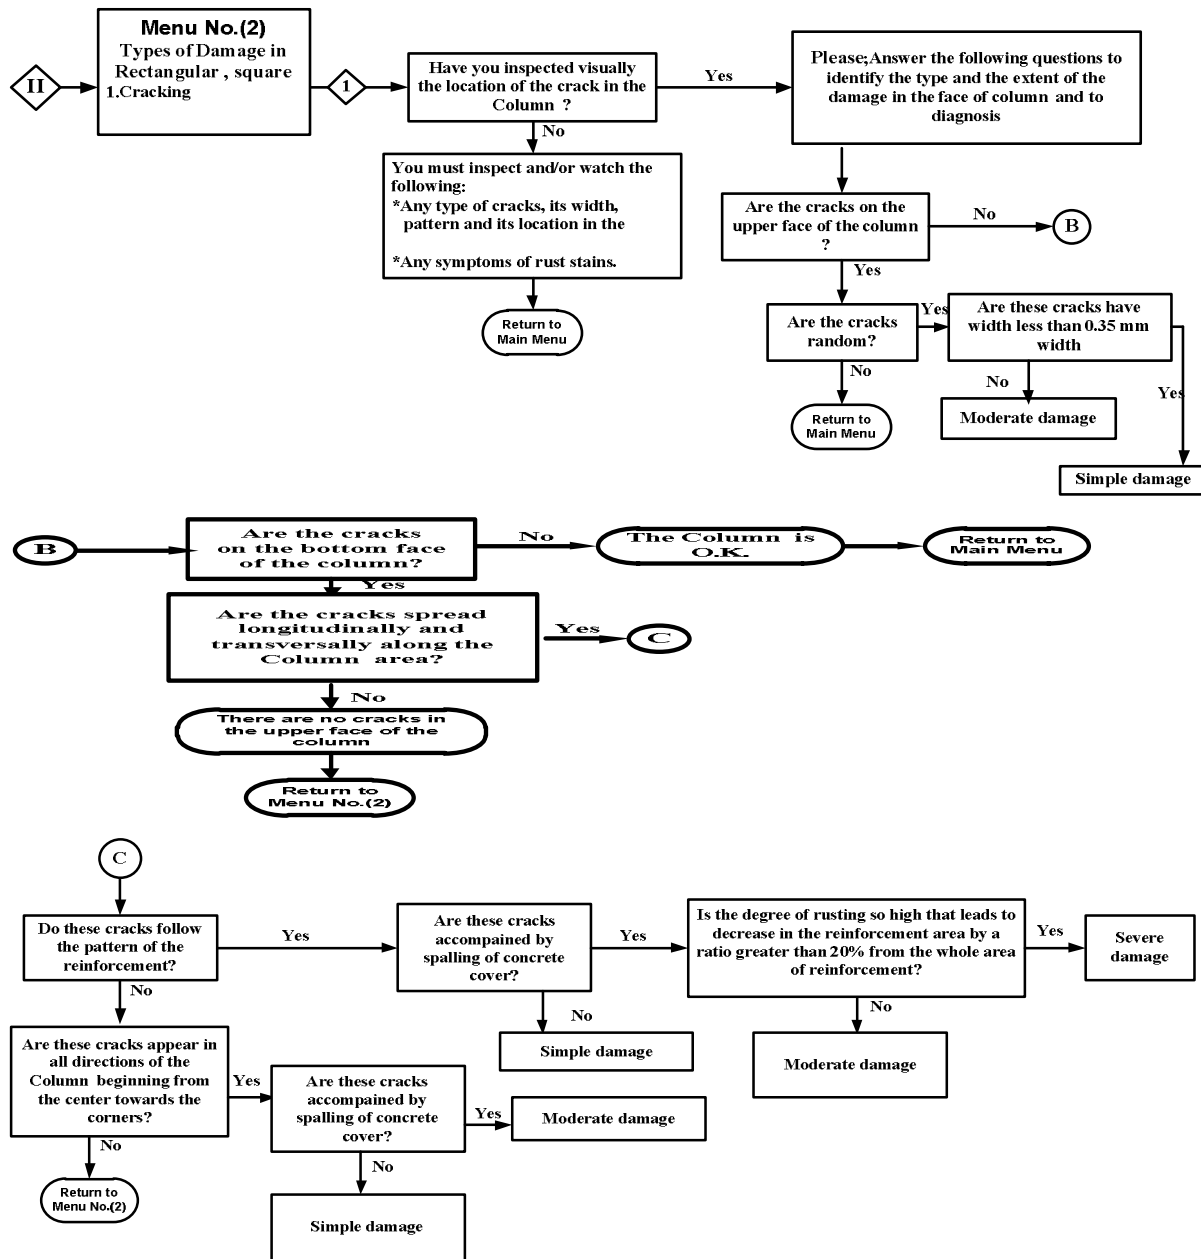 II
Menu No.(2)
Types of Damage in
Rectangular , square
1.Cracking
1
Have you inspected visually
the location of the crack in the
Column ?
Yes
Please;Answer the following questions to
identify the type and the extent of the
damage in the face of column and to
diagnosis
No
You must inspect and/or watch the
following:
*Any type of cracks, its width,
pattern and its location in the
*Any symptoms of rust stains.
Return to
Main Menu
Are the cracks on the
upper face of the column
?
No
B
Yes
Are the cracks
random?
Yes
Are these cracks have
width less than 0.35 mm
width
No
Return to
Main Menu
No
Moderate damage
Yes
Simple damage
B
Are the cracks
on the bottom face
of the column?
No
The Column is
O.K.
Return to
Main Menu
Yes
Are the cracks spread
longitudinally and
transversally along the
Column area?
Yes
C
No
There are no cracks in
the upper face of the
column
Return to
Menu No.(2)
C
Do these cracks follow
the pattern of the
reinforcement?
Yes
Are these cracks
accompained by
spalling of concrete
cover?
Yes
Is the degree of rusting so high that leads to
decrease in the reinforcement area by a
ratio greater than 20% from the whole area
of reinforcement?
Yes
Severe
damage
No
No
Simple damage
No
Moderate damage
Are these cracks appear in
all directions of the
Column beginning from
the center towards the
corners?
Yes
Are these cracks
accompained by
spalling of concrete
cover?
Yes
Moderate damage
No
Return to
Menu No.(2)
No
Simple damage